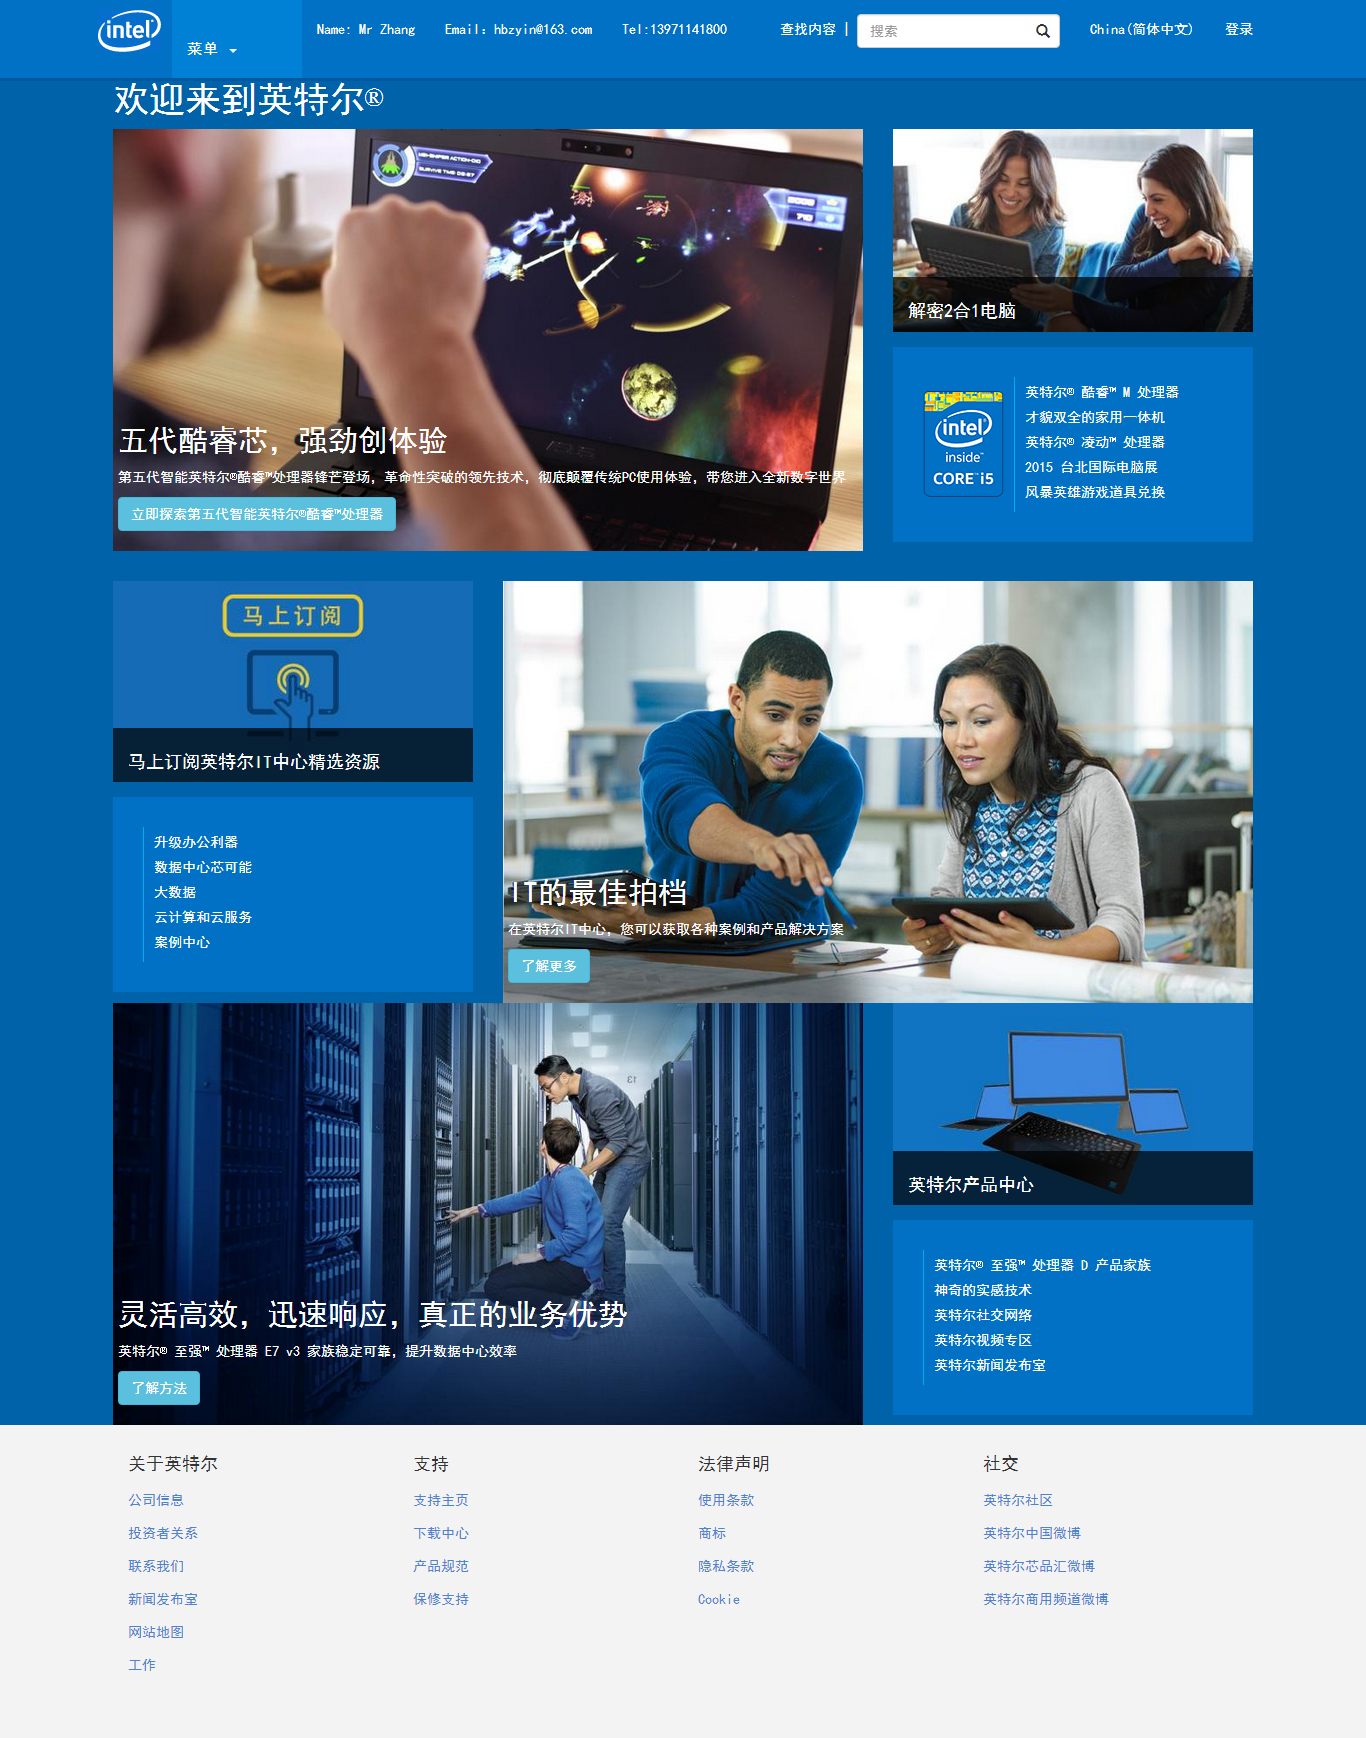 intel
菜单
Name: Mr Zhang
Email：hbzyin@163.com
Tel:13971141800
查找内容 |
搜索
China(简体中文)
登录
欢迎来到英特尔®
五代酷睿芯，强劲创体验
第五代智能英特尔®酷睿™处理器锋芒登场，革命性突破的领先技术，彻底颠覆传统PC使用体验，带您进入全新数字世界
立即探索第五代智能英特尔®酷睿™处理器
解密2合1电脑
intel
inside™
CORE™ i5
英特尔® 酷睿™ M 处理器
才貌双全的家用一体机
英特尔® 凌动™ 处理器
2015 台北国际电脑展
风暴英雄游戏道具兑换
马上订阅
马上订阅英特尔IT中心精选资源
升级办公利器
数据中心芯可能
大数据
云计算和云服务
案例中心
IT的最佳拍档
在英特尔IT中心，您可以获取各种案例和产品解决方案
了解更多
灵活高效，迅速响应，真正的业务优势
英特尔® 至强™ 处理器 E7 v3 家族稳定可靠，提升数据中心效率
了解方法
英特尔产品中心
英特尔® 至强™ 处理器 D 产品家族
神奇的实感技术
英特尔社交网络
英特尔视频专区
英特尔新闻发布室
关于英特尔
公司信息
投资者关系
联系我们
新闻发布室
网站地图
工作
支持
支持主页
下载中心
产品规范
保修支持
法律声明
使用条款
商标
隐私条款
Cookie
社交
英特尔社区
英特尔中国微博
英特尔芯品汇微博
英特尔商用频道微博